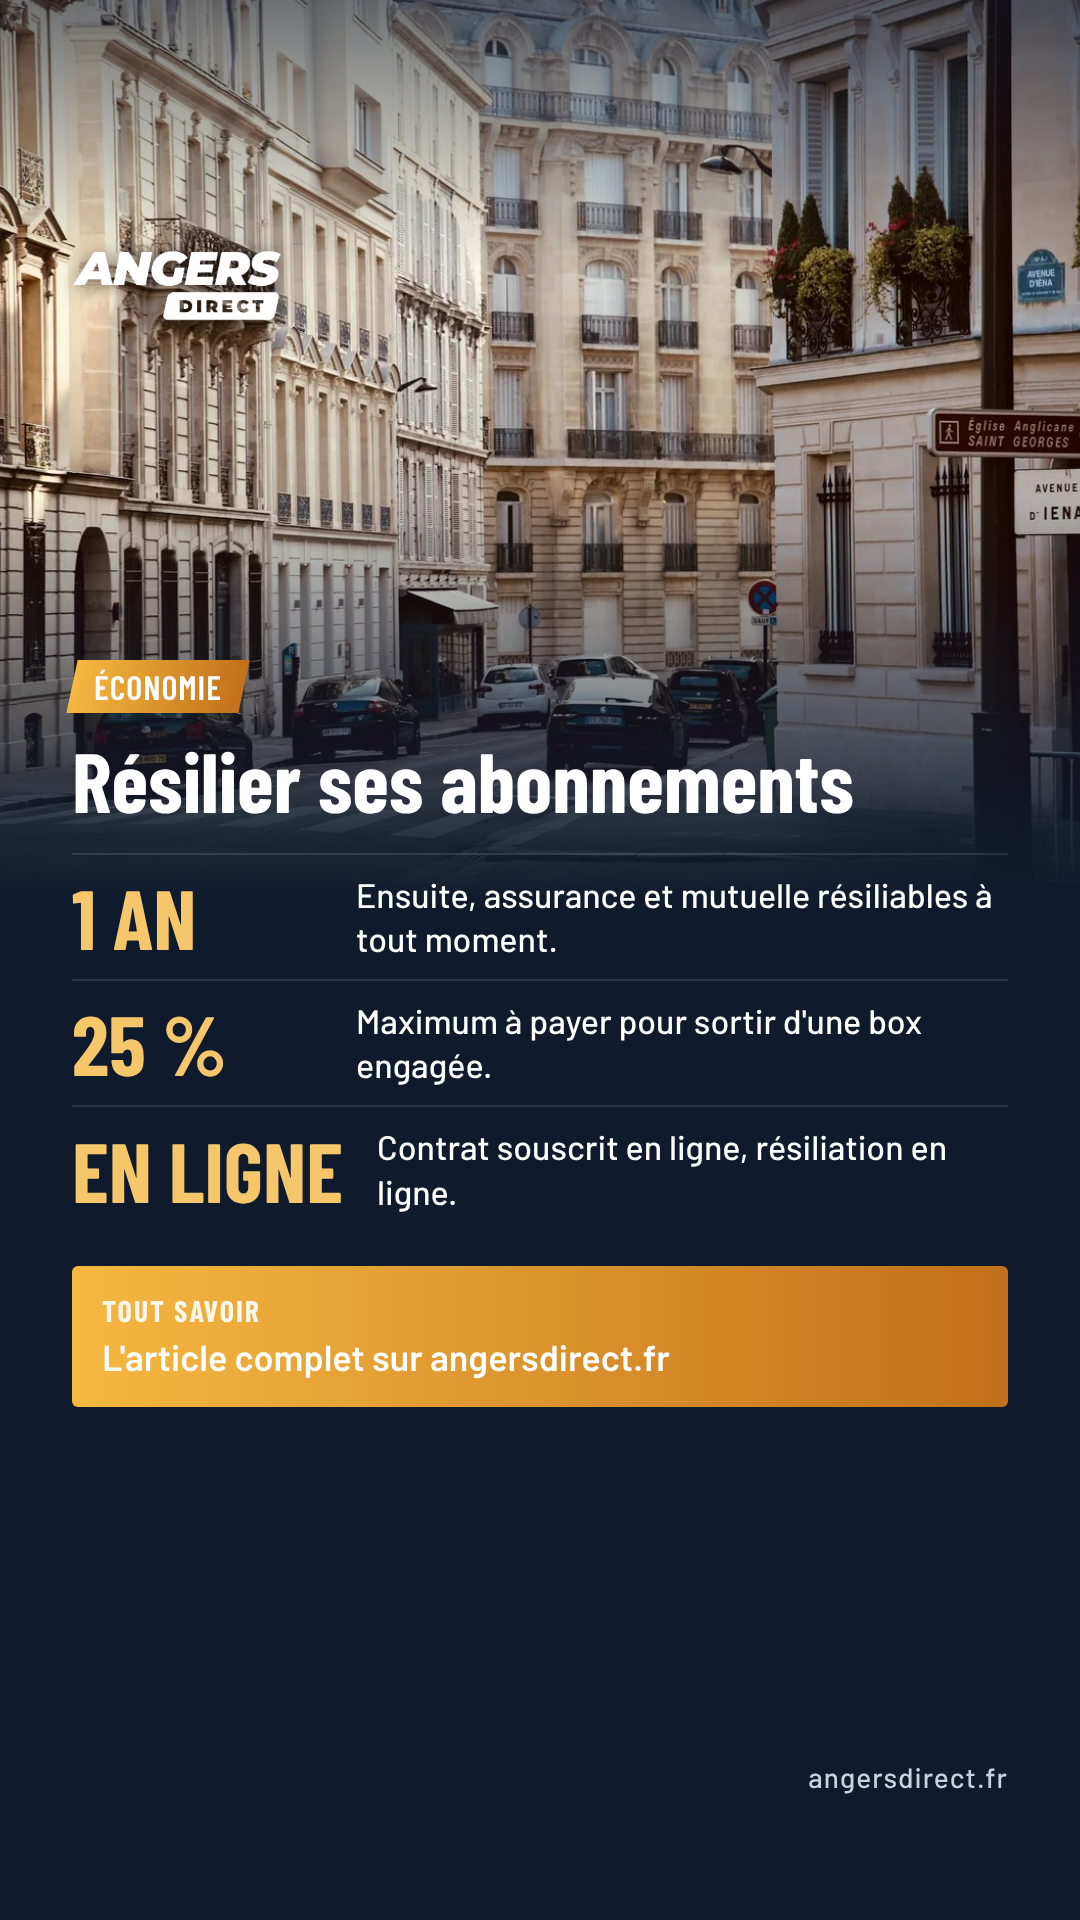 ANGERS
DIRECT
AVENUE
D'IÉNA
Église Anglicane
SAINT GEORGES
AVENUE
D' IENA
ÉCONOMIE
Résilier ses abonnements
1 AN
Ensuite, assurance et mutuelle résiliables à
tout moment.
25 %
Maximum à payer pour sortir d'une box
engagée.
EN LIGNE
Contrat souscrit en ligne, résiliation en
ligne.
TOUT SAVOIR
L'article complet sur angersdirect.fr
angersdirect.fr